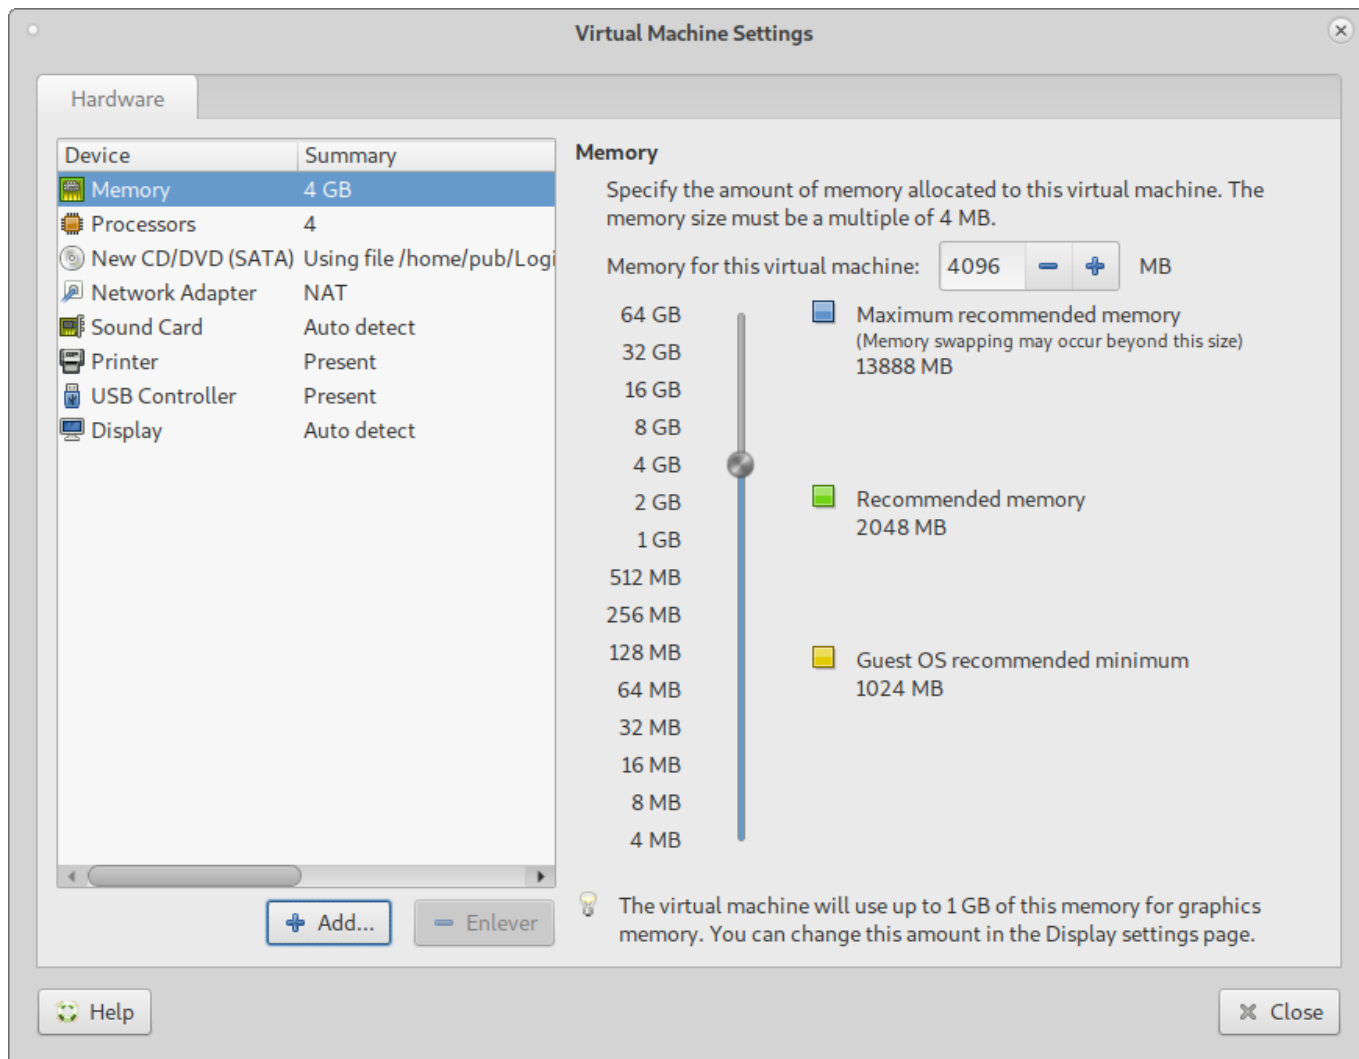 Virtual Machine Settings
Hardware
Device Summary
Memory 4 GB
Processors 4
New CD/DVD (SATA) Using file /home/pub/Logi
Network Adapter NAT
Sound Card Auto detect
Printer Present
USB Controller Present
Display Auto detect
Add...
Enlever
Memory
Specify the amount of memory allocated to this virtual machine. The
memory size must be a multiple of 4 MB.
Memory for this virtual machine: 4096 MB
64 GB
32 GB
16 GB
8 GB
4 GB
2 GB
1 GB
512 MB
256 MB
128 MB
64 MB
32 MB
16 MB
8 MB
4 MB
Maximum recommended memory
(Memory swapping may occur beyond this size)
13888 MB
Recommended memory
2048 MB
Guest OS recommended minimum
1024 MB
The virtual machine will use up to 1 GB of this memory for graphics
memory. You can change this amount in the Display settings page.
Help
Close